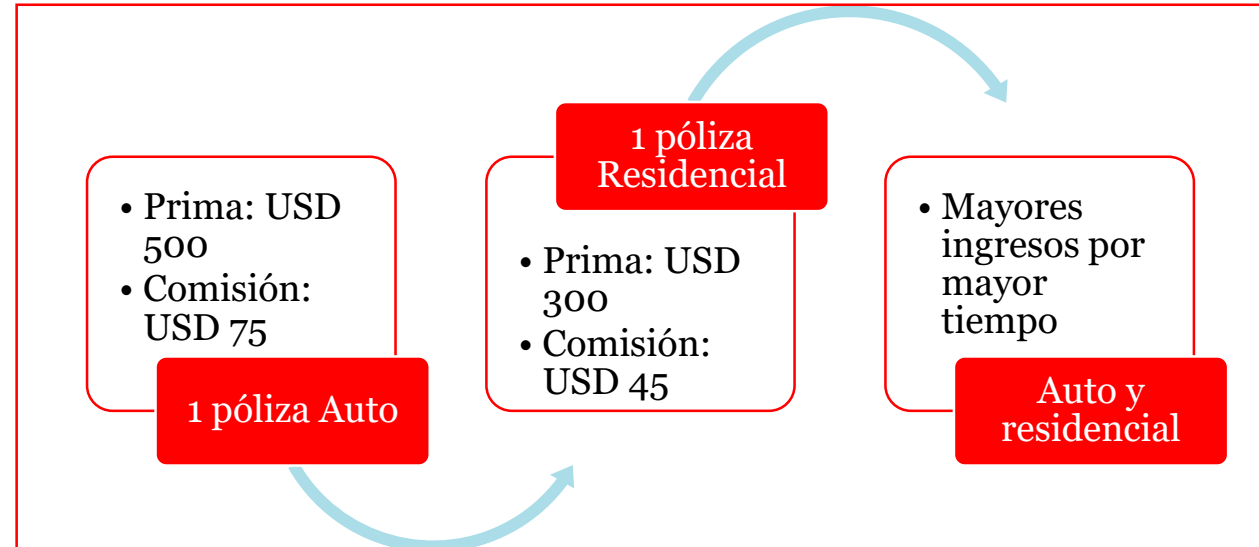 • Prima: USD
500
• Comisión:
USD 75
1 póliza Auto
1 póliza
Residencial
• Prima: USD
300
• Comisión:
USD 45
• Mayores
ingresos por
mayor
tiempo
Auto y
residencial